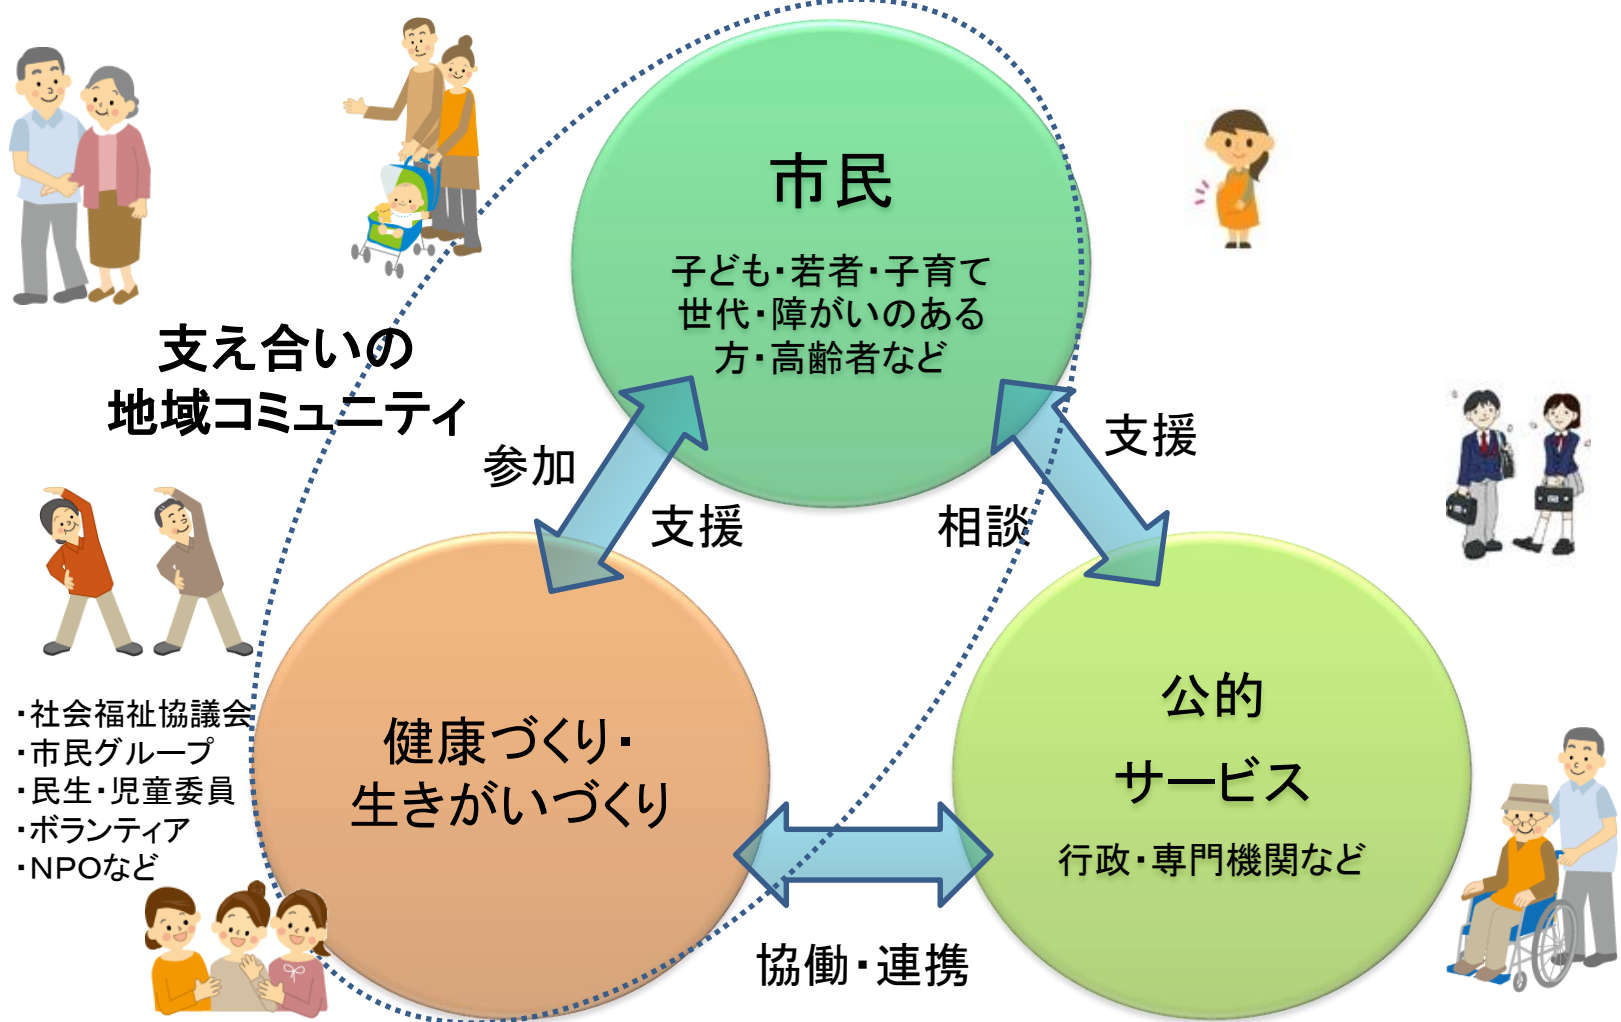 市民
子ども・若者・子育て
世代・障がいのある
方・高齢者など
支え合いの
地域コミュニティ
参加
支援
支援
相談
・社会福祉協議会
・市民グループ
・民生・児童委員
・ボランティア
・NPOなど
健康づくり・
生きがいづくり
公的
サービス
行政・専門機関など
協働・連携